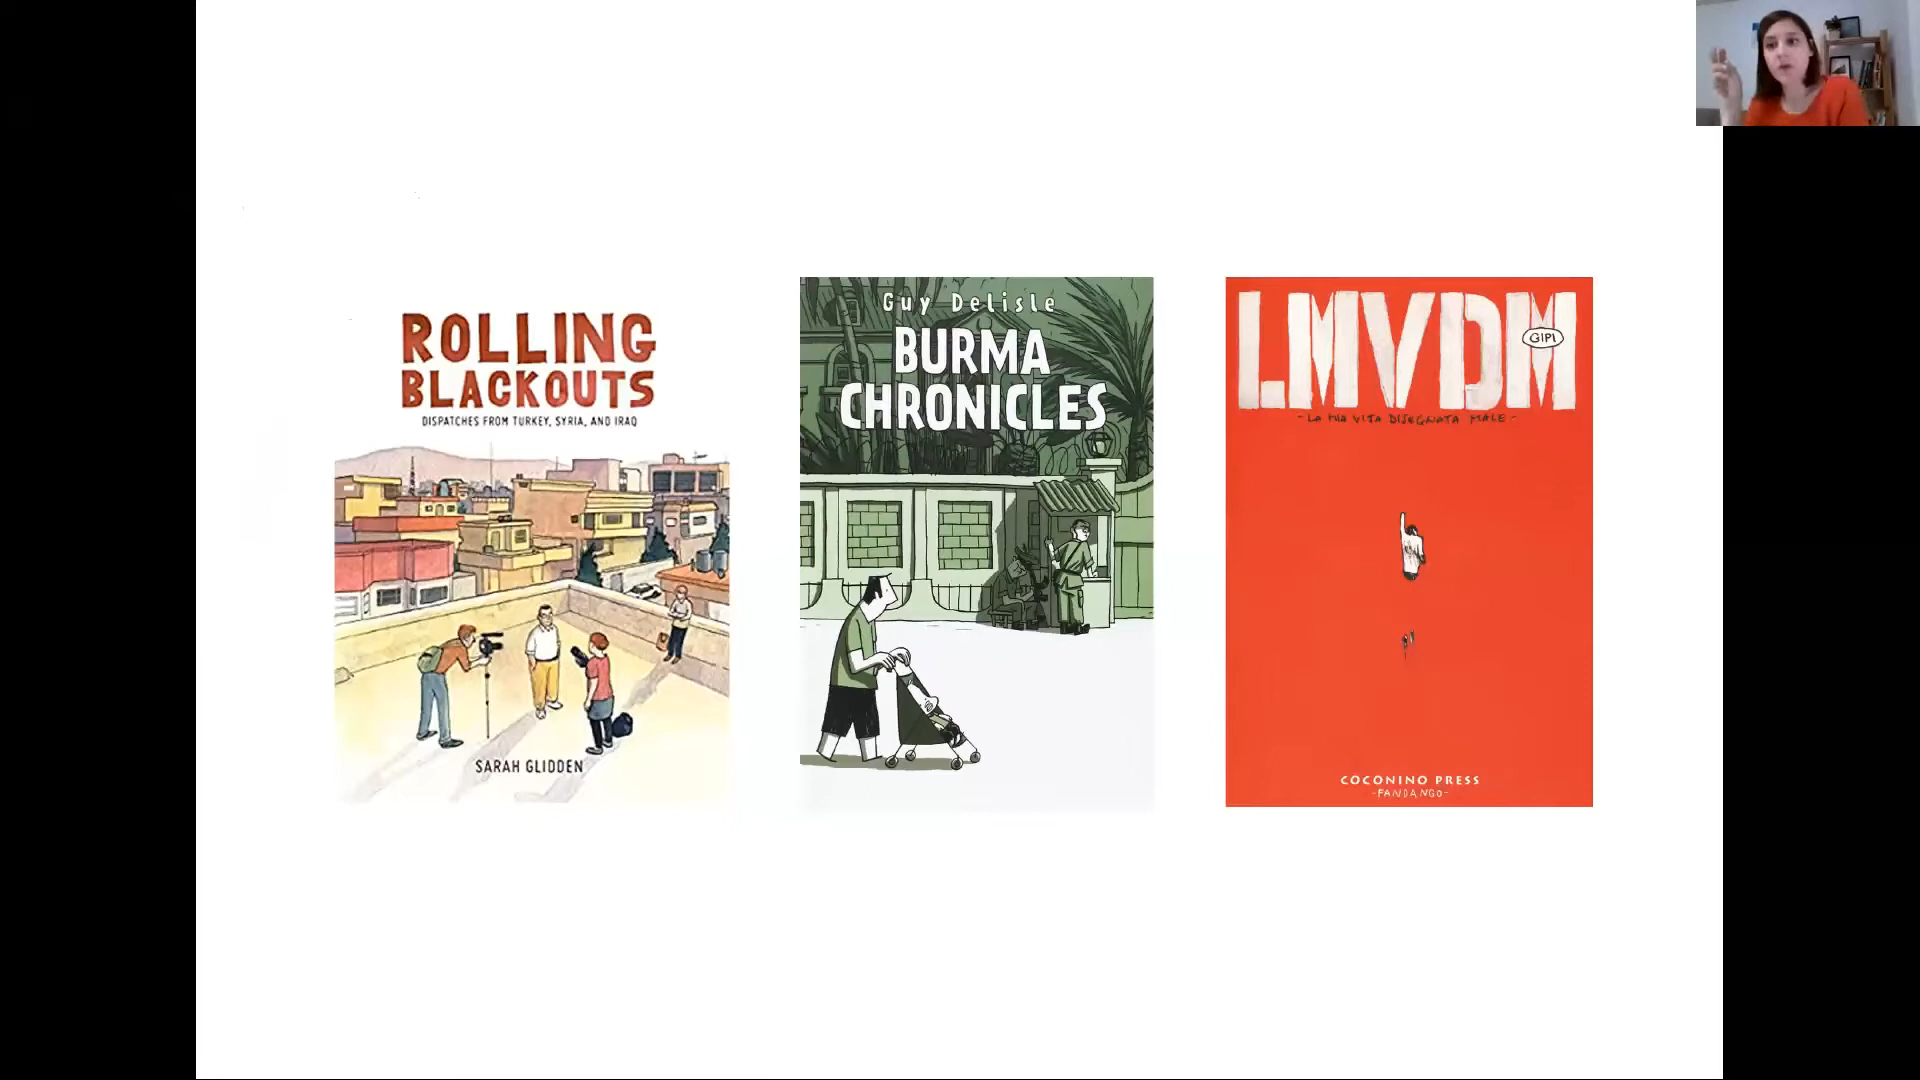 ROLLING
BLACKOUTS
DISPATCHES FROM TURKEY, SYRIA, AND IRAQ
SARAH GLIDDEN
Guy Delisle
BURMA
CHRONICLES
LMVDM
GIPI
- LA MIA VITA DISEGNATA MALE -
COCONINO PRESS
-FANDANGO-